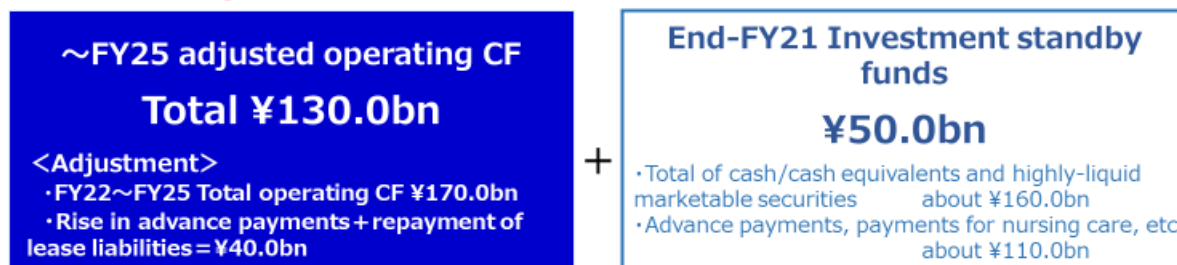 ～FY25 adjusted operating CF
Total ¥130.0bn
＜Adjustment＞
・FY22～FY25 Total operating CF ¥170.0bn
・Rise in advance payments＋repayment of
lease liabilities＝¥40.0bn
＋
End-FY21 Investment standby
funds
¥50.0bn
・Total of cash/cash equivalents and highly-liquid
marketable securities about ¥160.0bn
・Advance payments, payments for nursing care, etc
about ¥110.0bn